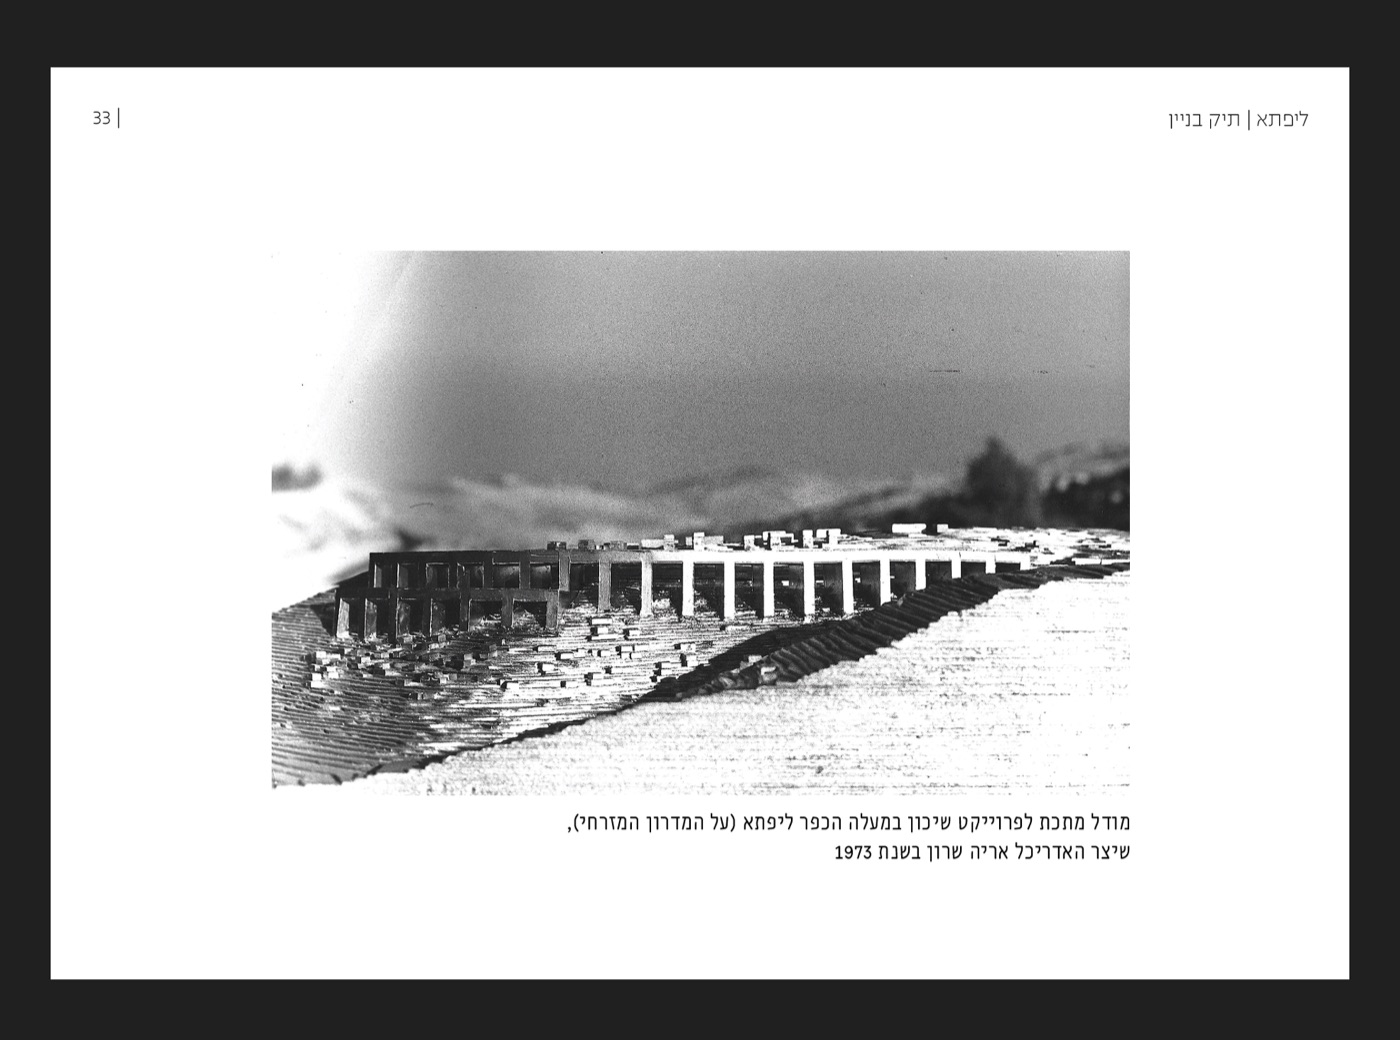 ליפתא | תיק בניין
33 |
מודל מתכת לפרוייקט שיכון במעלה הכפר ליפתא (על המדרון המזרחי),
שיצר האדריכל אריה שרון בשנת 1973